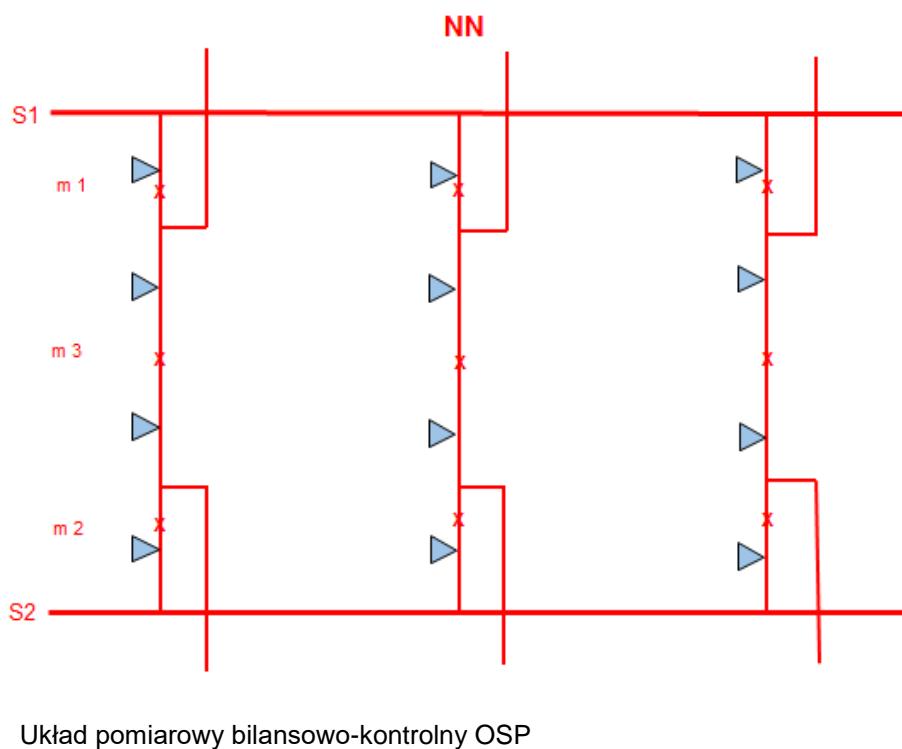 NN
S1
m 1
x x x
m 3
x x x
m 2
x x x
S2
Układ pomiarowy bilansowo-kontrolny OSP